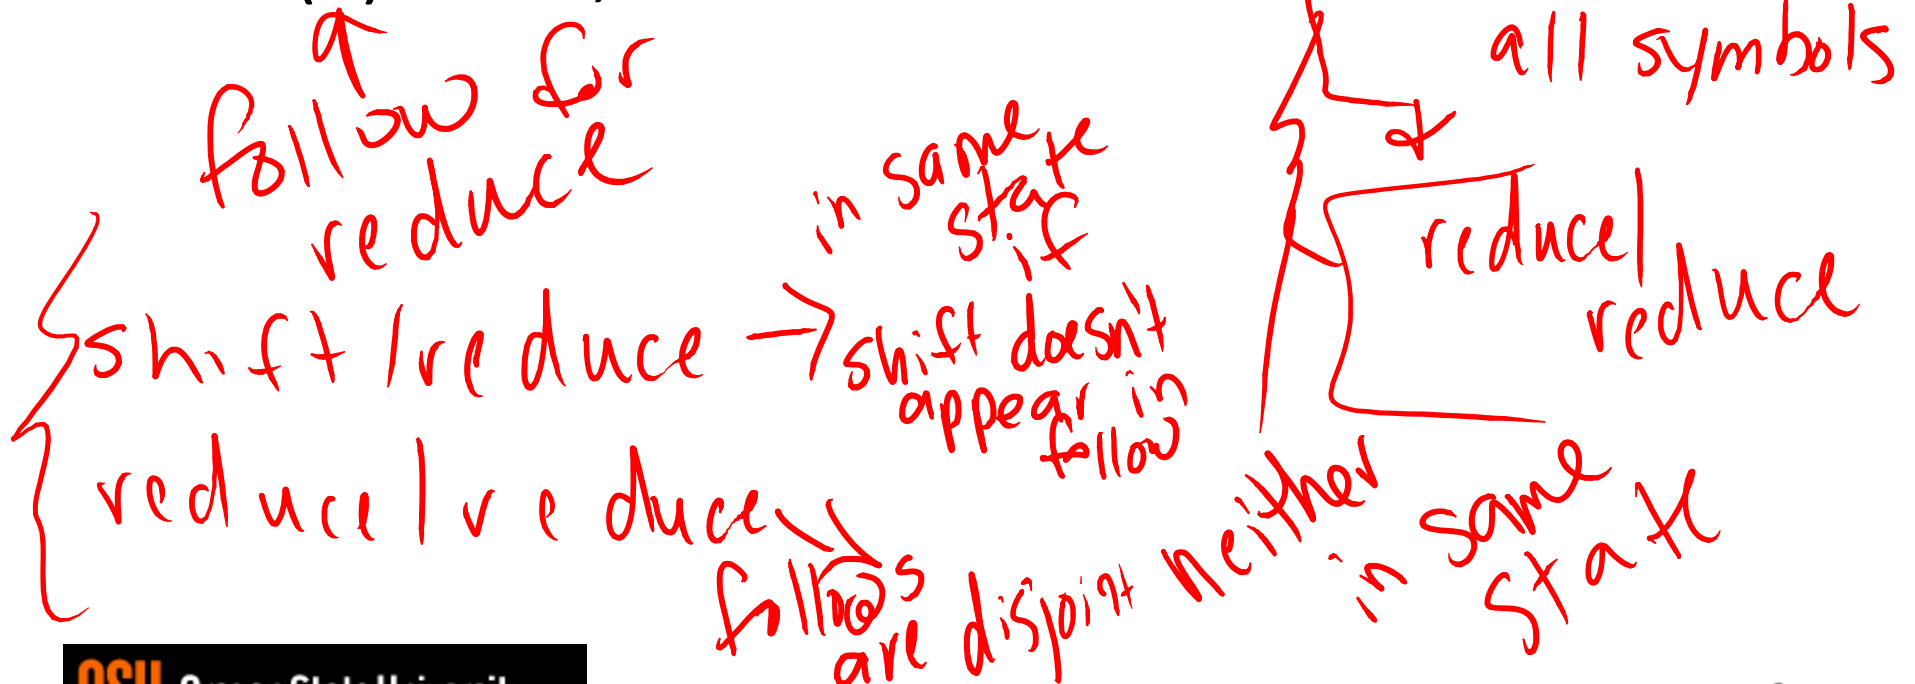 follow for
reduce
all symbols
in same
state
if
shift/reduce → shift doesn't
appear in
follow
reduce/
reduce
reduce/reduce
follows
are disjoint
neither
in same
state